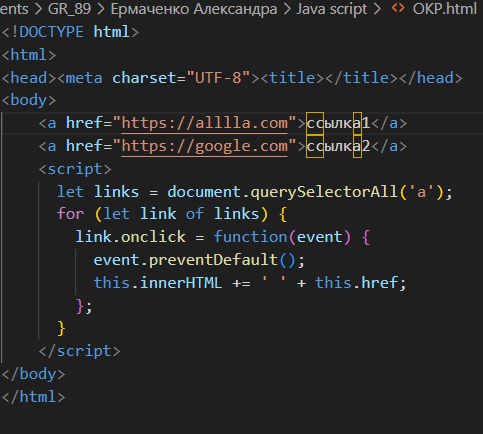 ents > GR_89 > Ермаченко Александра > Java script > <> OKP.html
<!DOCTYPE html>
<html>
<head><meta charset="UTF-8"><title></title></head>
<body>
    <a href="https://alllla.com">ссылка1</a>
    <a href="https://google.com">ссылка2</a>
    <script>
      let links = document.querySelectorAll('a');
      for (let link of links) {
        link.onclick = function(event) {
          event.preventDefault();
          this.innerHTML += ' ' + this.href;
        };
      }
    </script>
</body>
</html>